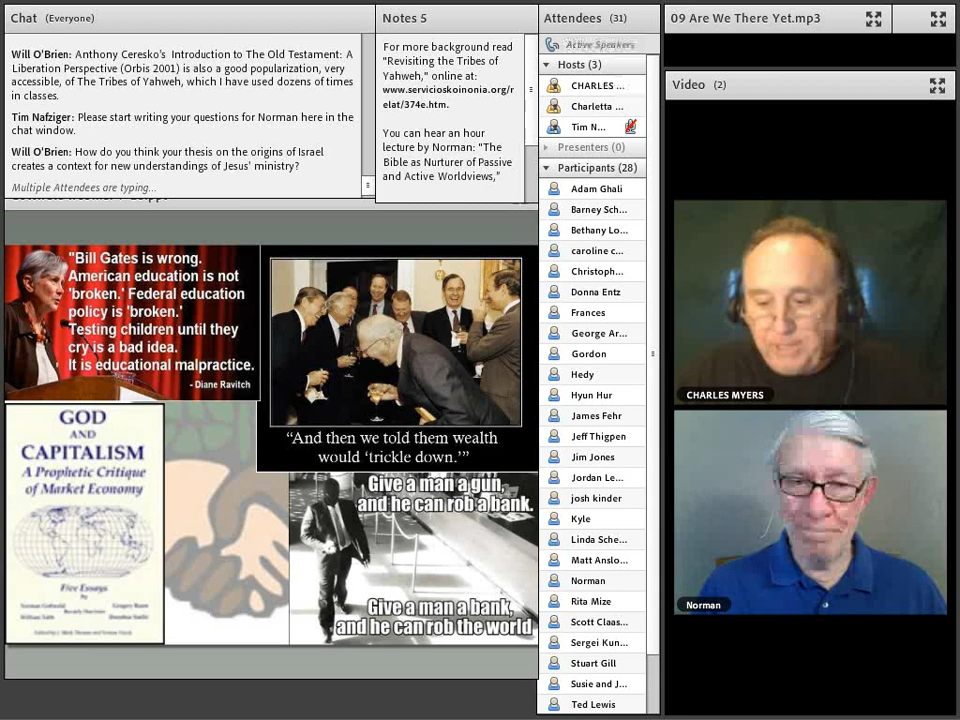 Chat (Everyone)
Will O'Brien: Anthony Ceresko's Introduction to The Old Testament: A
Liberation Perspective (Orbis 2001) is also a good popularization, very
accessible, of The Tribes of Yahweh, which I have used dozens of times
in classes.
Tim Nafziger: Please start writing your questions for Norman here in the
chat window.
Will O'Brien: How do you think your thesis on the origins of Israel
creates a context for new understandings of Jesus' ministry?
Multiple Attendees are typing...
Notes 5
For more background read
"Revisiting the Tribes of
Yahweh," online at:
www.servicioskoinonia.org/r
elat/374e.htm.
You can hear an hour
lecture by Norman: "The
Bible as Nurturer of Passive
and Active Worldviews,"
Attendees (31)
Active Speakers
Hosts (3)
CHARLES ...
Charletta ...
Tim N...
Presenters (0)
Participants (28)
Adam Ghali
Barney Sch...
Bethany Lo...
caroline c...
Christoph...
Donna Entz
Frances
George Ar...
Gordon
Hedy
Hyun Hur
James Fehr
Jeff Thigpen
Jim Jones
Jordan Le...
josh kinder
Kyle
Linda Sche...
Matt Anslo...
Norman
Rita Mize
Scott Claas...
Sergei Kun...
Stuart Gill
Susie and J...
Ted Lewis
09 Are We There Yet.mp3
Video (2)
CHARLES MYERS
Norman
"Bill Gates is wrong.
American education is not
'broken.' Federal education
policy is 'broken.'
Testing children until they
cry is a bad idea.
It is educational malpractice.
- Diane Ravitch
"And then we told them wealth
would 'trickle down.'"
GOD
AND
CAPITALISM
A Prophetic Critique
of Market Economy
Five Essays
by
Give a man a gun,
and he can rob a bank.
Give a man a bank,
and he can rob the world